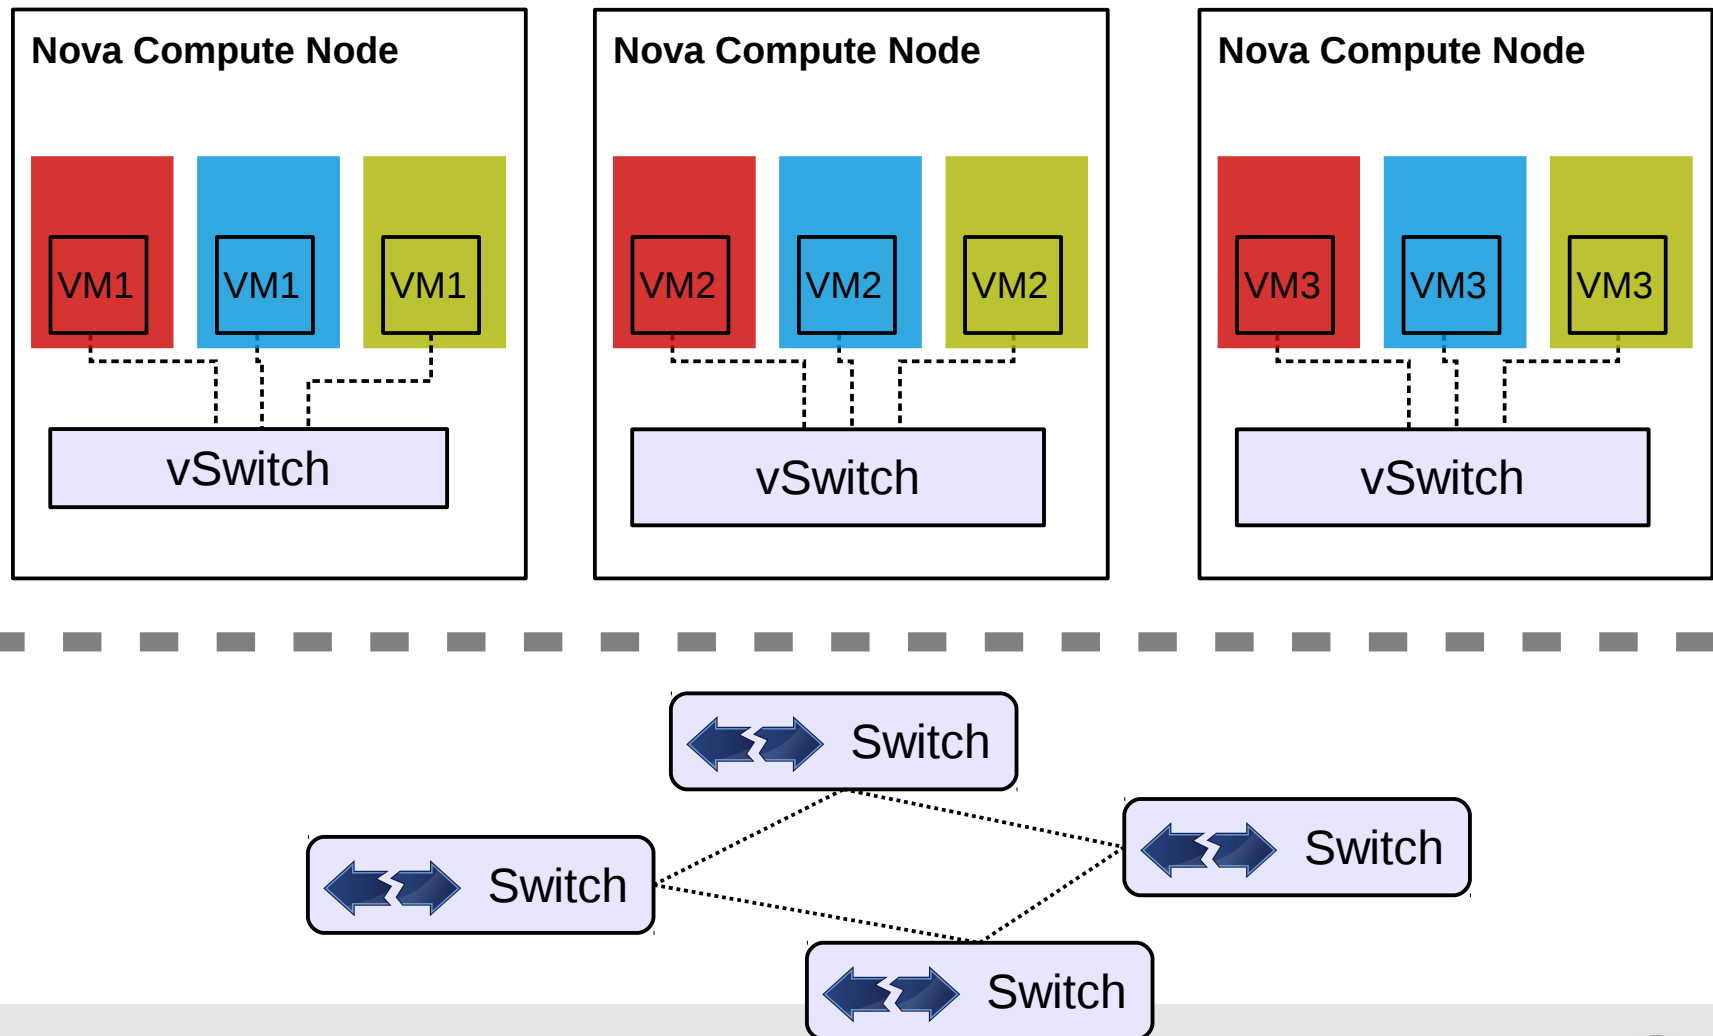 Nova Compute Node
Nova Compute Node
Nova Compute Node
VM1 VM1 VM1
VM2 VM2 VM2
VM3 VM3 VM3
vSwitch
vSwitch
vSwitch
Switch
Switch
Switch
Switch